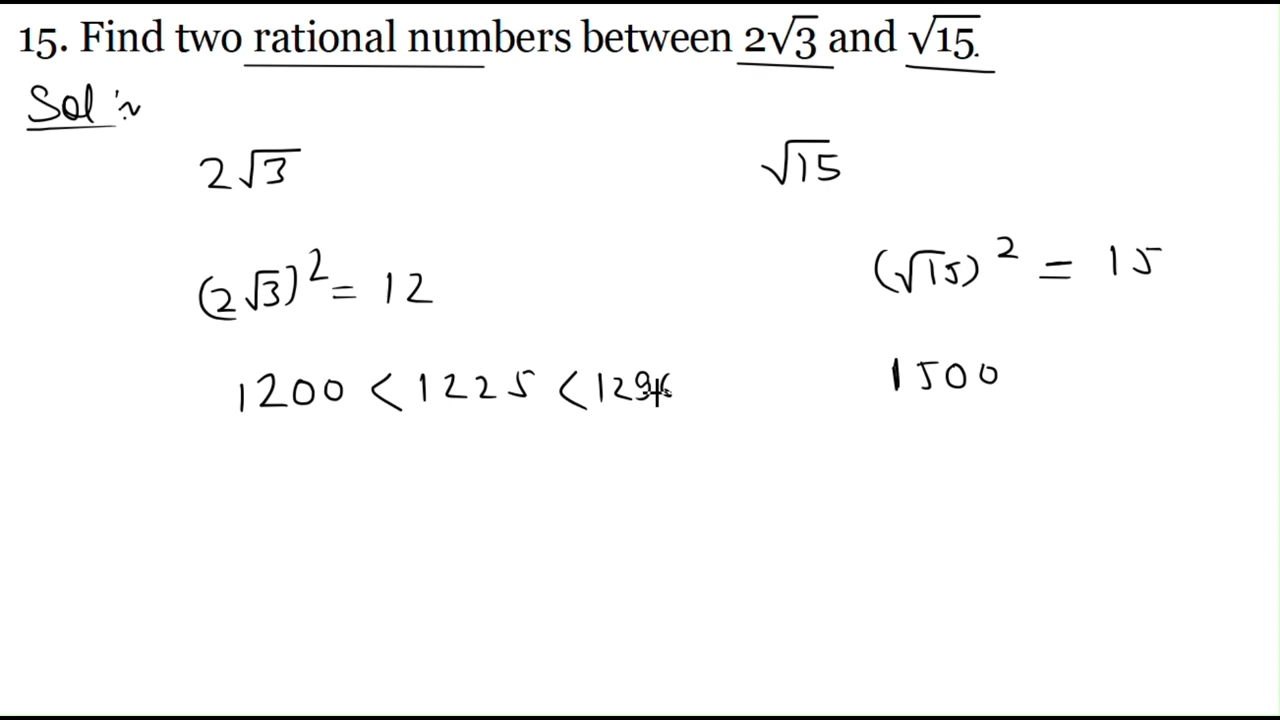 15. Find two rational numbers between 2√3 and √15.
Sol :~
2√3 √15
(2√3)² = 12 (√15)² = 15
1200 < 1225 < 1296 1500